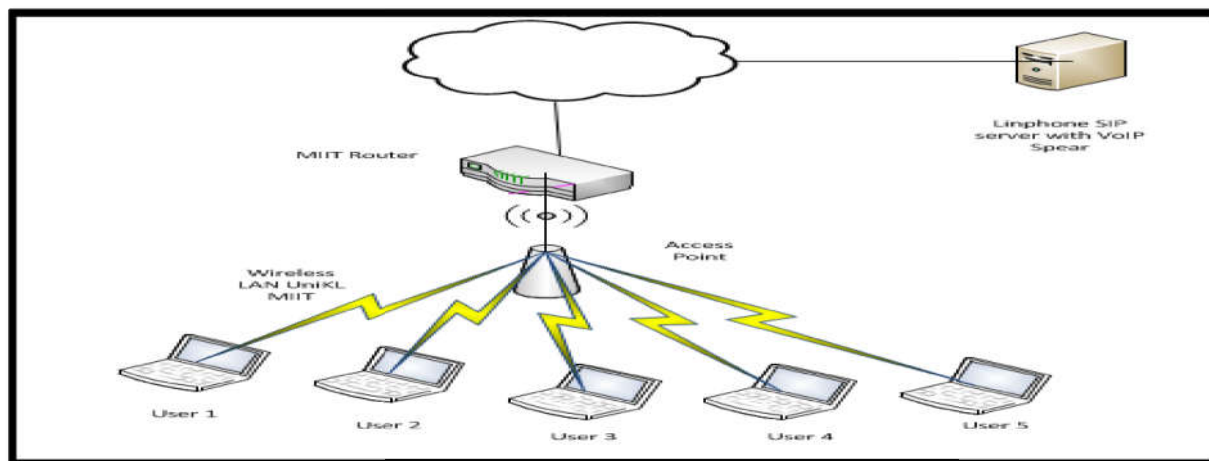 Linphone SIP
server with VoIP
Spear
MIIT Router
Access
Point
Wireless
LAN UniKL
MIIT
User 1
User 2
User 3
User 4
User 5